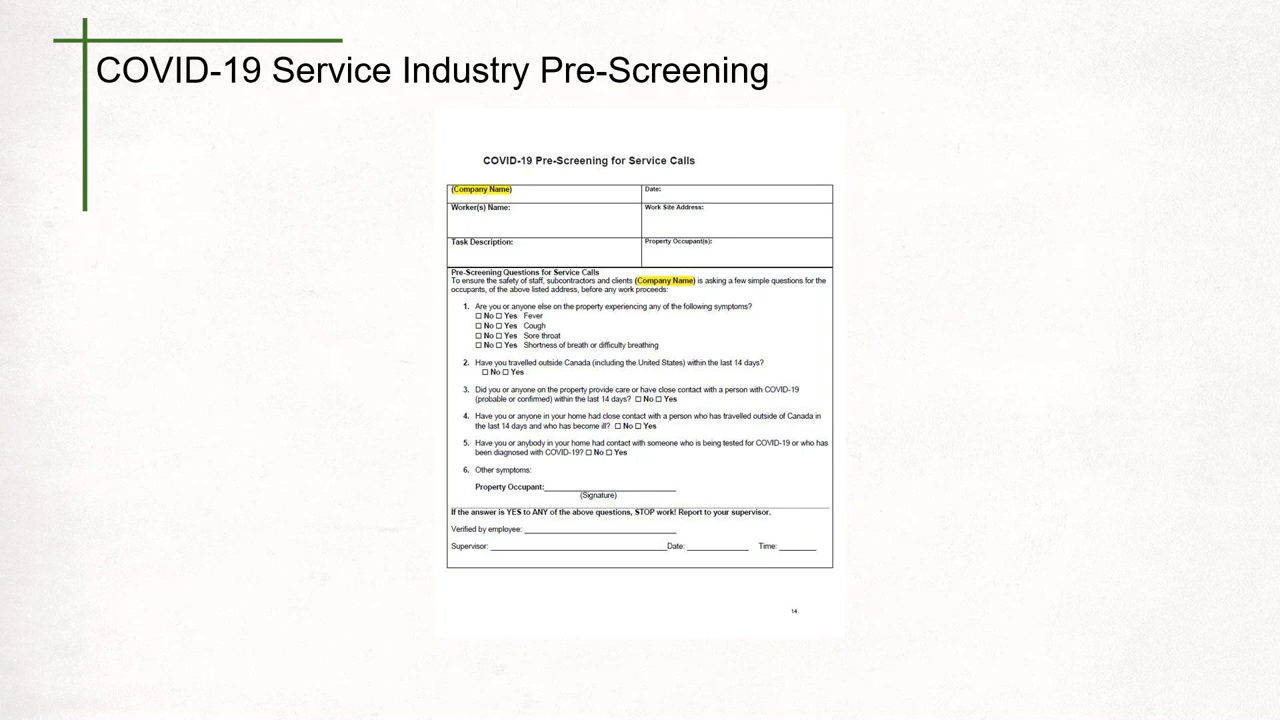 COVID-19 Service Industry Pre-Screening
COVID-19 Pre-Screening for Service Calls
(Company Name)
Date:
Worker(s) Name:
Work Site Address:
Task Description:
Property Occupant(s):
Pre-Screening Questions for Service Calls
To ensure the safety of staff, subcontractors and clients (Company Name) is asking a few simple questions for the
occupants, of the above listed address, before any work proceeds:
1. Are you or anyone else on the property experiencing any of the following symptoms?
☐ No ☐ Yes Fever
☐ No ☐ Yes Cough
☐ No ☐ Yes Sore throat
☐ No ☐ Yes Shortness of breath or difficulty breathing
2. Have you travelled outside Canada (including the United States) within the last 14 days?
☐ No ☐ Yes
3. Did you or anyone on the property provide care or have close contact with a person with COVID-19
(probable or confirmed) within the last 14 days? ☐ No ☐ Yes
4. Have you or anyone in your home had close contact with a person who has travelled outside of Canada in
the last 14 days and who has become ill? ☐ No ☐ Yes
5. Have you or anybody in your home had contact with someone who is being tested for COVID-19 or who has
been diagnosed with COVID-19? ☐ No ☐ Yes
6. Other symptoms:
Property Occupant:____________________
(Signature)
If the answer is YES to ANY of the above questions, STOP work! Report to your supervisor.
Verified by employee: ____________________
Supervisor: ____________________Date: __________ Time: ______
14